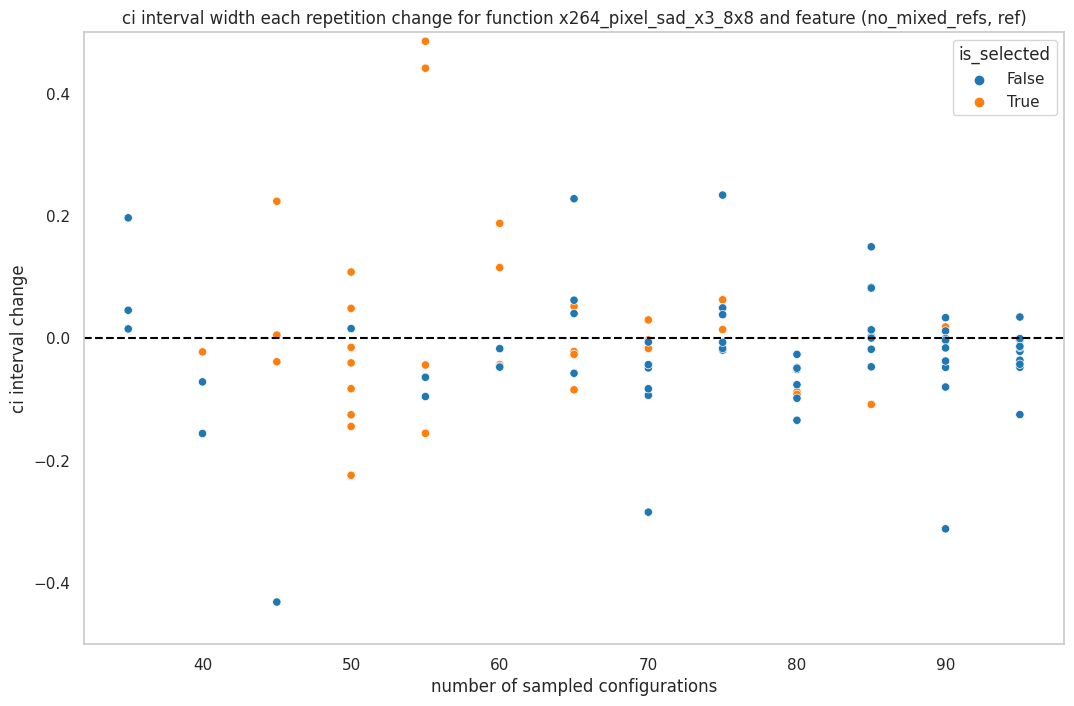 ci interval width each repetition change for function x264_pixel_sad_x3_8x8 and feature (no_mixed_refs, ref)
is_selected
False
True
0.4
0.2
0.0
−0.2
−0.4
ci interval change
40 50 60 70 80 90
number of sampled configurations